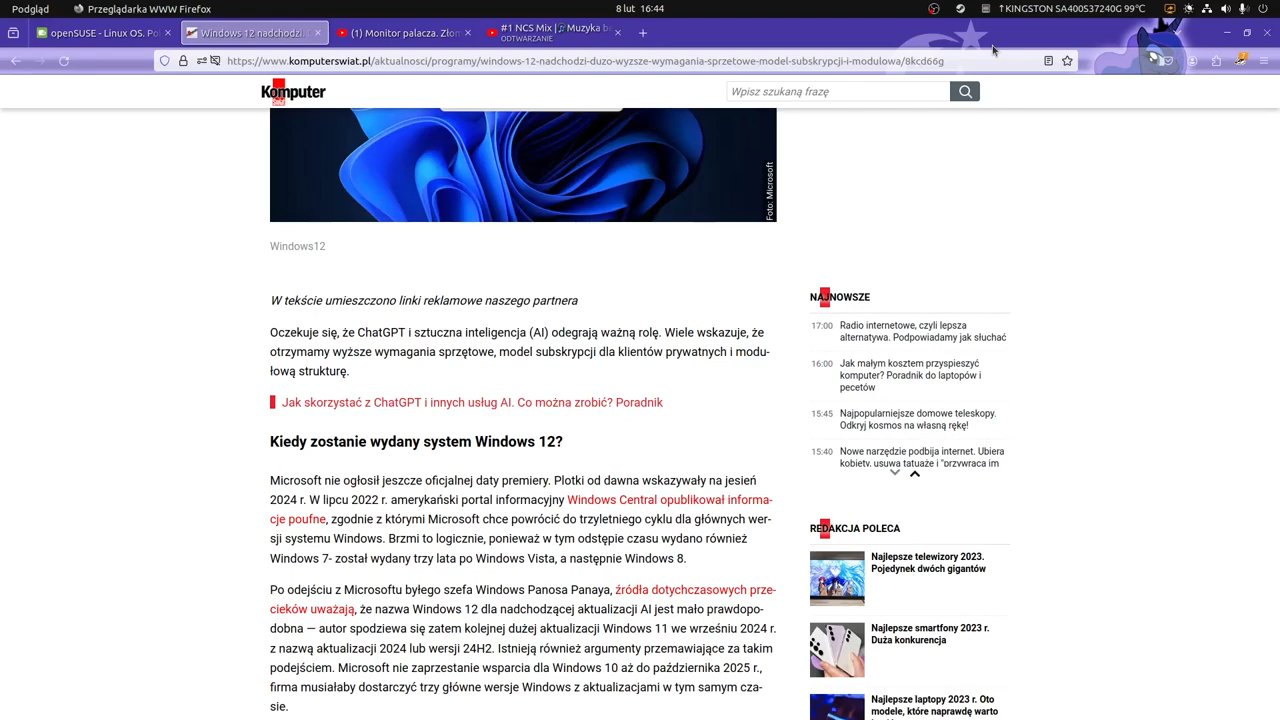 Podgląd
Przeglądarka WWW Firefox
8 lut 16:44
↑KINGSTON SA400S37240G 99°C
openSUSE - Linux OS. Pol
Windows 12 nadchodzi.
(1) Monitor pałacza. Złom
#1 NCS Mix | Muzyka be
ODTWARZANIE
https://www.komputerswiat.pl/aktualnosci/programy/windows-12-nadchodzi-duzo-wyzsze-wymagania-sprzetowe-model-subskrypcji-i-modulowa/8kcd66g
Komputer
Wpisz szukaną frazę
Foto: Microsoft
Windows12
W tekście umieszczono linki reklamowe naszego partnera
Oczekuje się, że ChatGPT i sztuczna inteligencja (AI) odegrają ważną rolę. Wiele wskazuje, że
otrzymamy wyższe wymagania sprzętowe, model subskrypcji dla klientów prywatnych i modu-
łową strukturę.
Jak skorzystać z ChatGPT i innych usług AI. Co można zrobić? Poradnik
Kiedy zostanie wydany system Windows 12?
Microsoft nie ogłosił jeszcze oficjalnej daty premiery. Plotki od dawna wskazywały na jesień
2024 r. W lipcu 2022 r. amerykański portal informacyjny Windows Central opublikował informa-
cje poufne, zgodnie z którymi Microsoft chce powrócić do trzyletniego cyklu dla głównych wer-
sji systemu Windows. Brzmi to logicznie, ponieważ w tym odstępie czasu wydano również
Windows 7- został wydany trzy lata po Windows Vista, a następnie Windows 8.
Po odejściu z Microsoftu byłego szefa Windows Panosa Panaya, źródła dotychczasowych prze-
cieków uważają, że nazwa Windows 12 dla nadchodzącej aktualizacji AI jest mało prawdopo-
dobna — autor spodziewa się zatem kolejnej dużej aktualizacji Windows 11 we wrześniu 2024 r.
z nazwą aktualizacji 2024 lub wersji 24H2. Istnieją również argumenty przemawiające za takim
podejściem. Microsoft nie zaprzestanie wsparcia dla Windows 10 aż do października 2025 r.,
firma musiałaby dostarczyć trzy główne wersje Windows z aktualizacjami w tym samym cza-
sie.
NAJNOWSZE
17:00 Radio internetowe, czyli lepsza
alternatywa. Podpowiadamy jak słuchać
16:00 Jak małym kosztem przyspieszyć
komputer? Poradnik do laptopów i
pecetów
15:45 Najpopularniejsze domowe teleskopy.
Odkryj kosmos na własną rękę!
15:40 Nowe narzędzie podbija internet. Ubiera
kobiety, usuwa tatuaże i "przywraca im
REDAKCJA POLECA
Najlepsze telewizory 2023.
Pojedynek dwóch gigantów
Najlepsze smartfony 2023 r.
Duża konkurencja
Najlepsze laptopy 2023 r. Oto
modele, które naprawdę warto